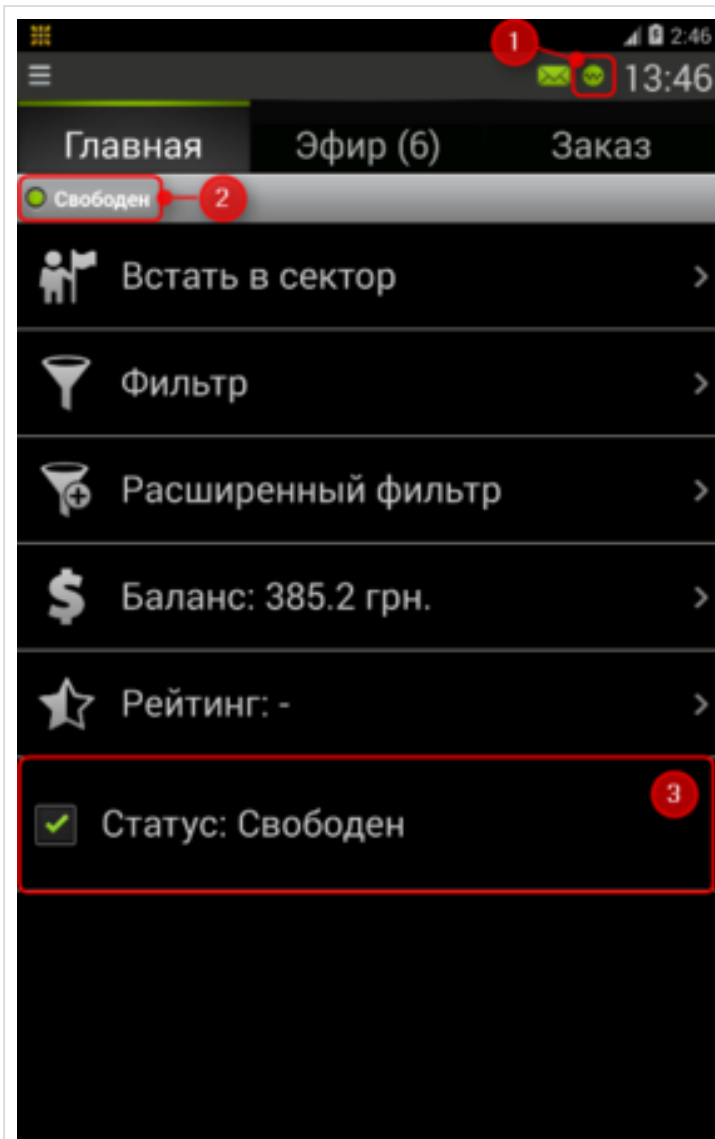 1
2:46
13:46
Главная Эфир (6) Заказ
Свободен 2
Встать в сектор
Фильтр
Расширенный фильтр
Баланс: 385.2 грн.
Рейтинг: -
3
Статус: Свободен